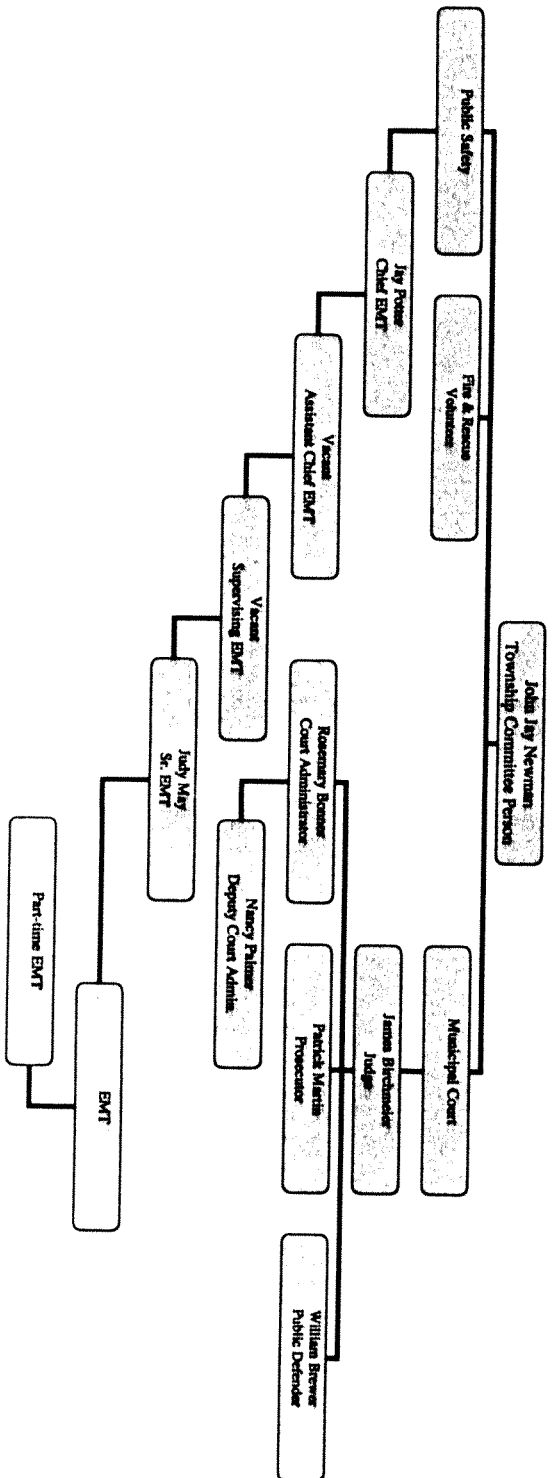 John Jay Newman
Township Committee Person
Public Safety
Fire & Rescue
Volunteers
Municipal Court
Jay Potter
Chief EMT
James Birchmeier
Judge
Vacant
Assistant Chief EMT
Rosemary Bonner
Court Administrator
Patrick Martin
Prosecutor
William Brewer
Public Defender
Vacant
Supervising EMT
Nancy Palmer
Deputy Court Admin
Judy May
Sr. EMT
EMT
Part-time EMT